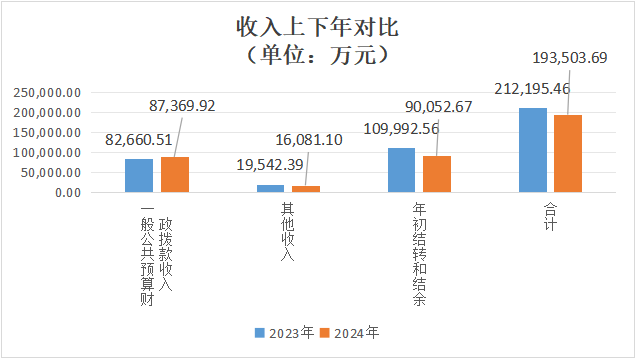 收入上下年对比
（单位：万元）
193,503.69
212,195.46
250,000.00
87,369.92
90,052.67
200,000.00
109,992.56
150,000.00
82,660.51
16,081.10
100,000.00
19,542.39
50,000.00
0.00
一般公共预算财
政拨款收入
其他收入
年初结转和结余
合计
2023年
2024年